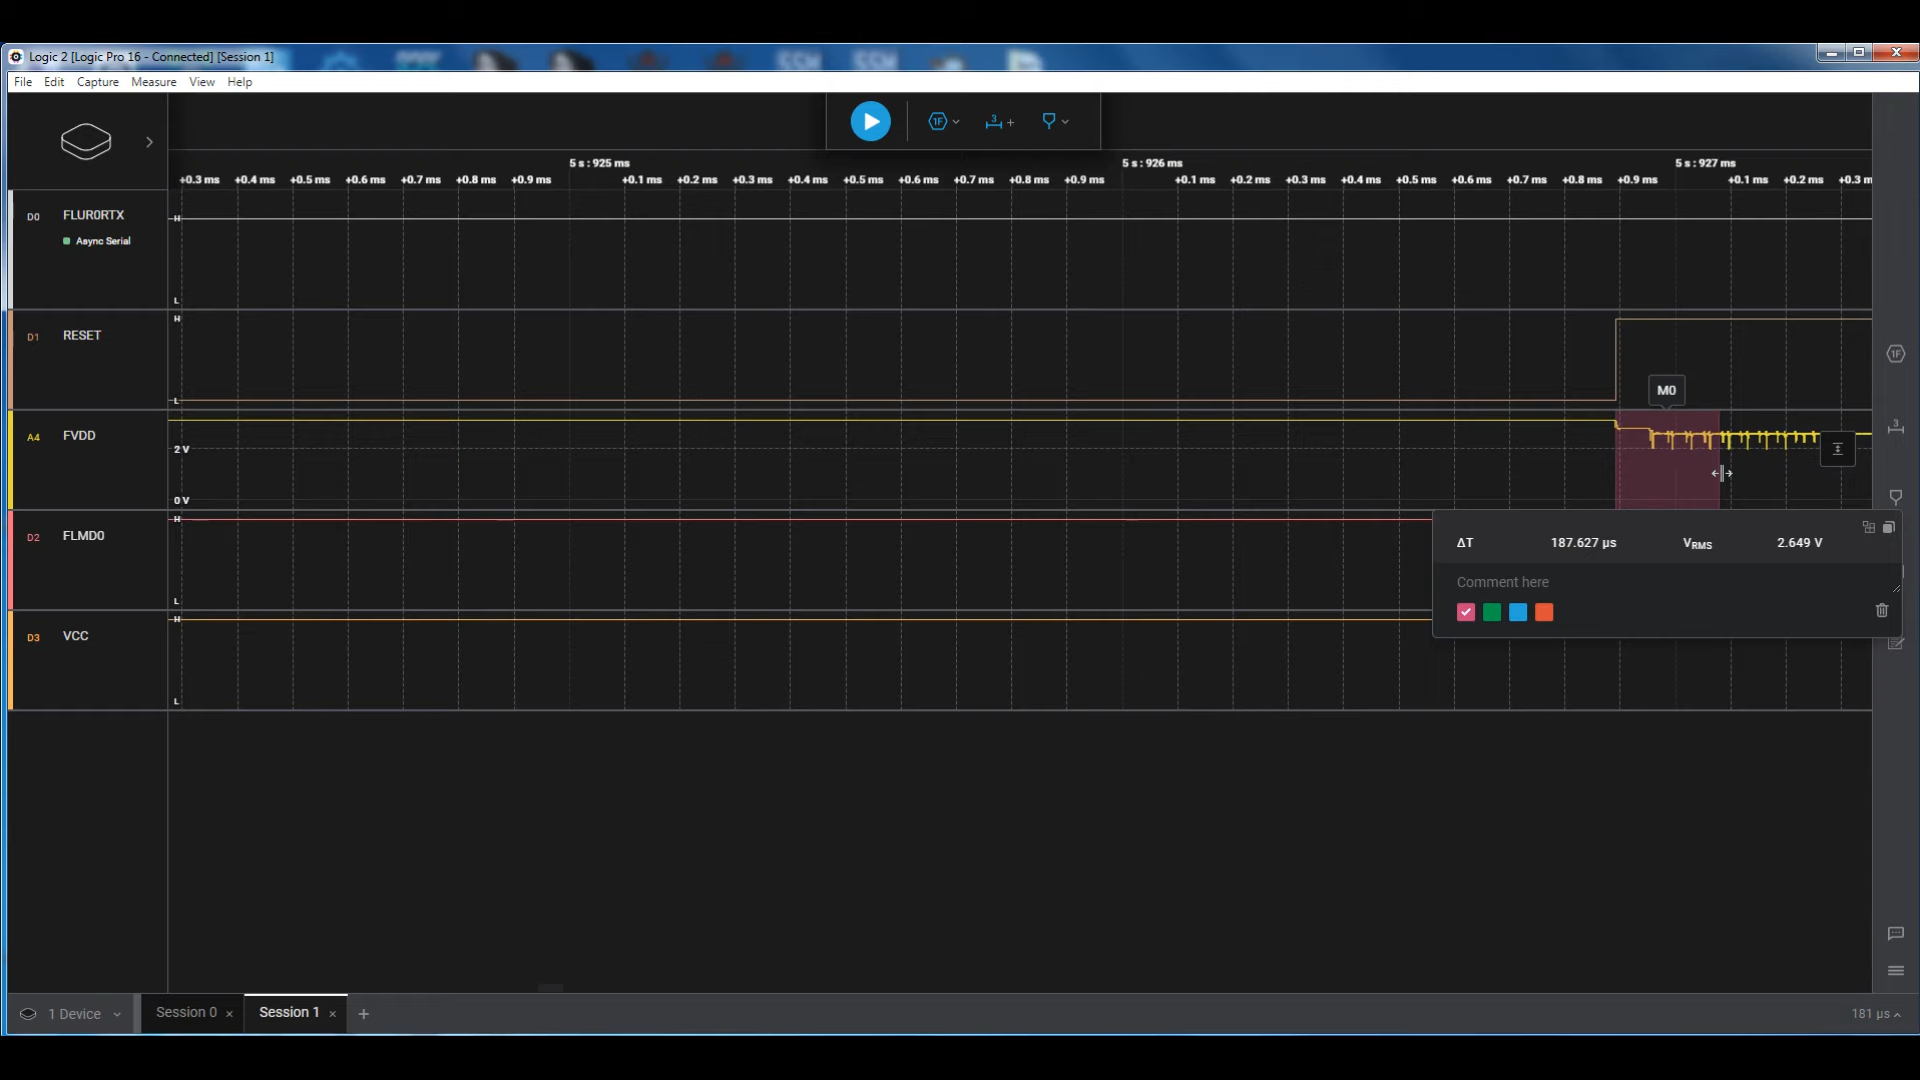 Logic 2 [Logic Pro 16 - Connected] [Session 1]
File Edit Capture Measure View Help
1F 3 +
5 s : 925 ms 5 s : 926 ms 5 s : 927 ms
+0.3 ms +0.4 ms +0.5 ms +0.6 ms +0.7 ms +0.8 ms +0.9 ms +0.1 ms +0.2 ms +0.3 ms +0.4 ms +0.5 ms +0.6 ms +0.7 ms +0.8 ms +0.9 ms +0.1 ms +0.2 ms +0.3 ms +0.4 ms +0.5 ms +0.6 ms +0.7 ms +0.8 ms +0.9 ms +0.1 ms +0.2 ms +0.3 m
D0 FLUR0RTX H
Async Serial
L
H
D1 RESET
1F
M0
L
A4 FVDD
3
2 V
0 V
H
D2 FLMD0
ΔT 187.627 µs VRMS 2.649 V
Comment here
L
H
D3 VCC
L
1 Device Session 0 × Session 1 × + 181 µs